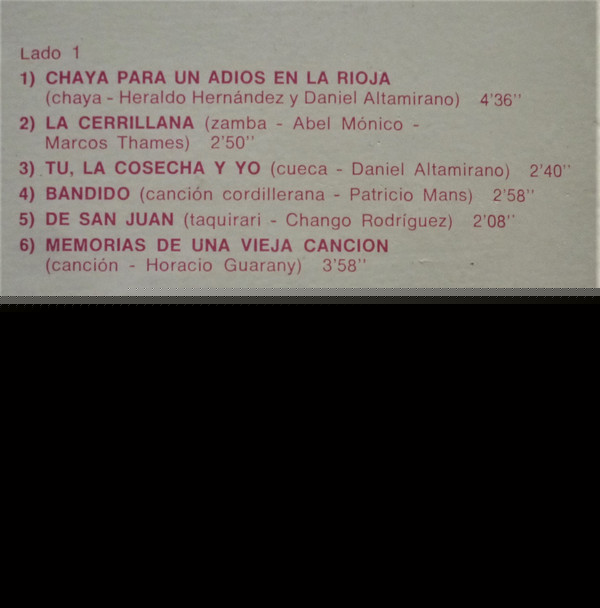 Lado 1
1) CHAYA PARA UN ADIOS EN LA RIOJA
(chaya - Heraldo Hernández y Daniel Altamirano) 4'36''
2) LA CERRILLANA (zamba - Abel Mónico -
Marcos Thames) 2'50''
3) TU, LA COSECHA Y YO (cueca - Daniel Altamirano) 2'40''
4) BANDIDO (canción cordillerana - Patricio Mans) 2'58''
5) DE SAN JUAN (taquirari - Chango Rodríguez) 2'08''
6) MEMORIAS DE UNA VIEJA CANCION
(canción - Horacio Guarany) 3'58''